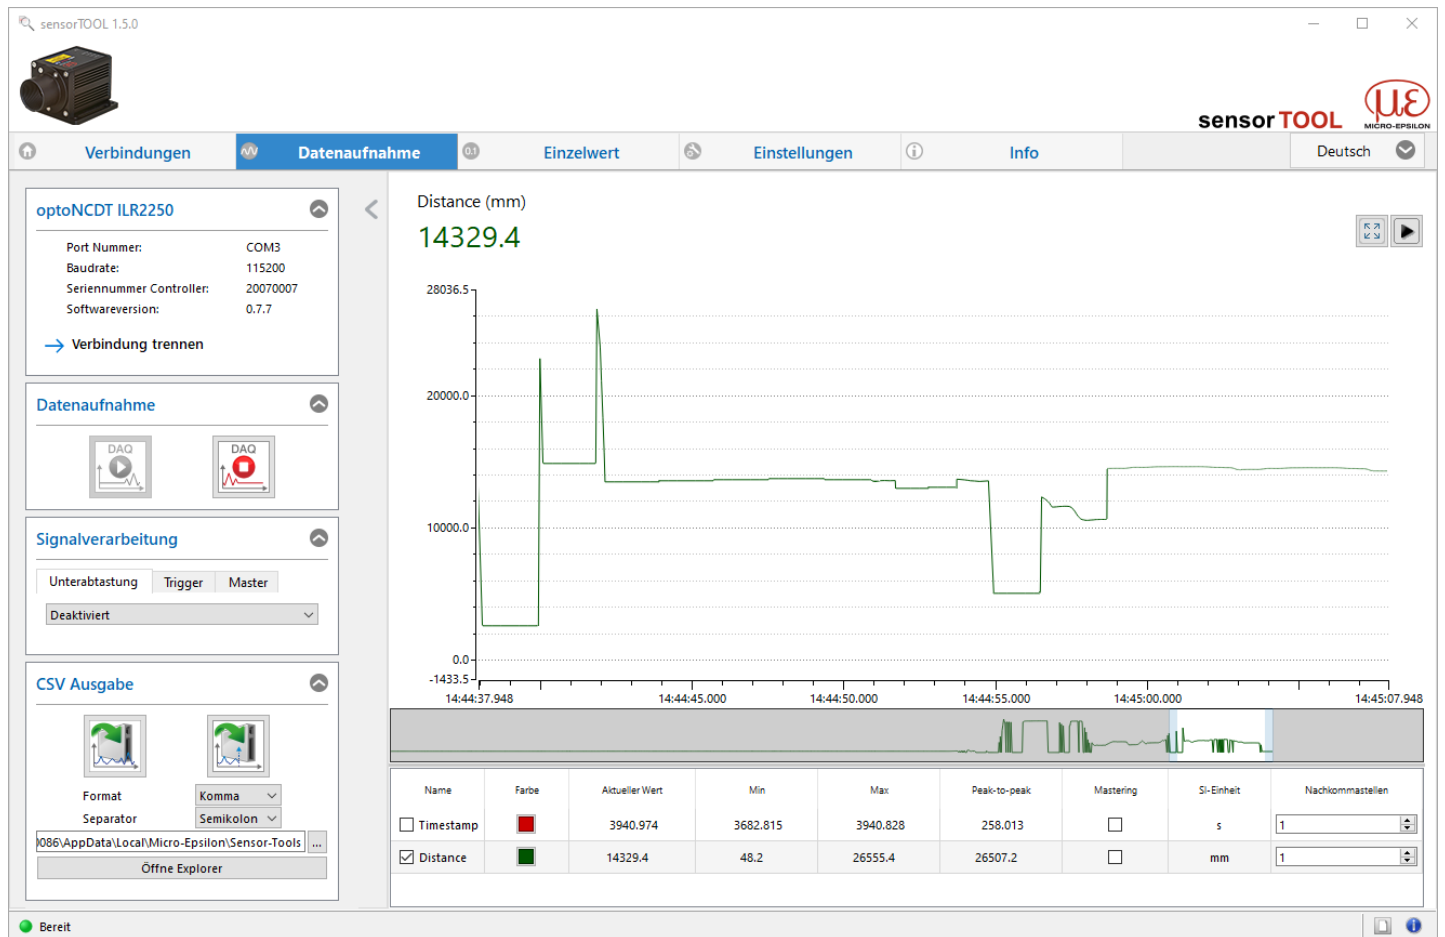 sensorTOOL 1.5.0
sensorTOOL
µε
MICRO-EPSILON
Verbindungen
Datenaufnahme
0.1
Einzelwert
Einstellungen
Info
Deutsch
optoNCDT ILR2250
Port Nummer: COM3
Baudrate: 115200
Seriennummer Controller: 20070007
Softwareversion: 0.7.7
Verbindung trennen
Datenaufnahme
DAQ
DAQ
Signalverarbeitung
Unterabtastung Trigger Master
Deaktiviert
CSV Ausgabe
Format Komma
Separator Semikolon
0086\AppData\Local\Micro-Epsilon\Sensor-Tools ...
Öffne Explorer
Distance (mm)
14329.4
28036.5
20000.0
10000.0
0.0
-1433.5
14:44:37.948 14:44:45.000 14:44:50.000 14:44:55.000 14:45:00.000 14:45:07.948
Name Farbe Aktueller Wert Min Max Peak-to-peak Mastering SI-Einheit Nachkommastellen
Timestamp 3940.974 3682.815 3940.828 258.013 s 1
Distance 14329.4 48.2 26555.4 26507.2 mm 1
Bereit